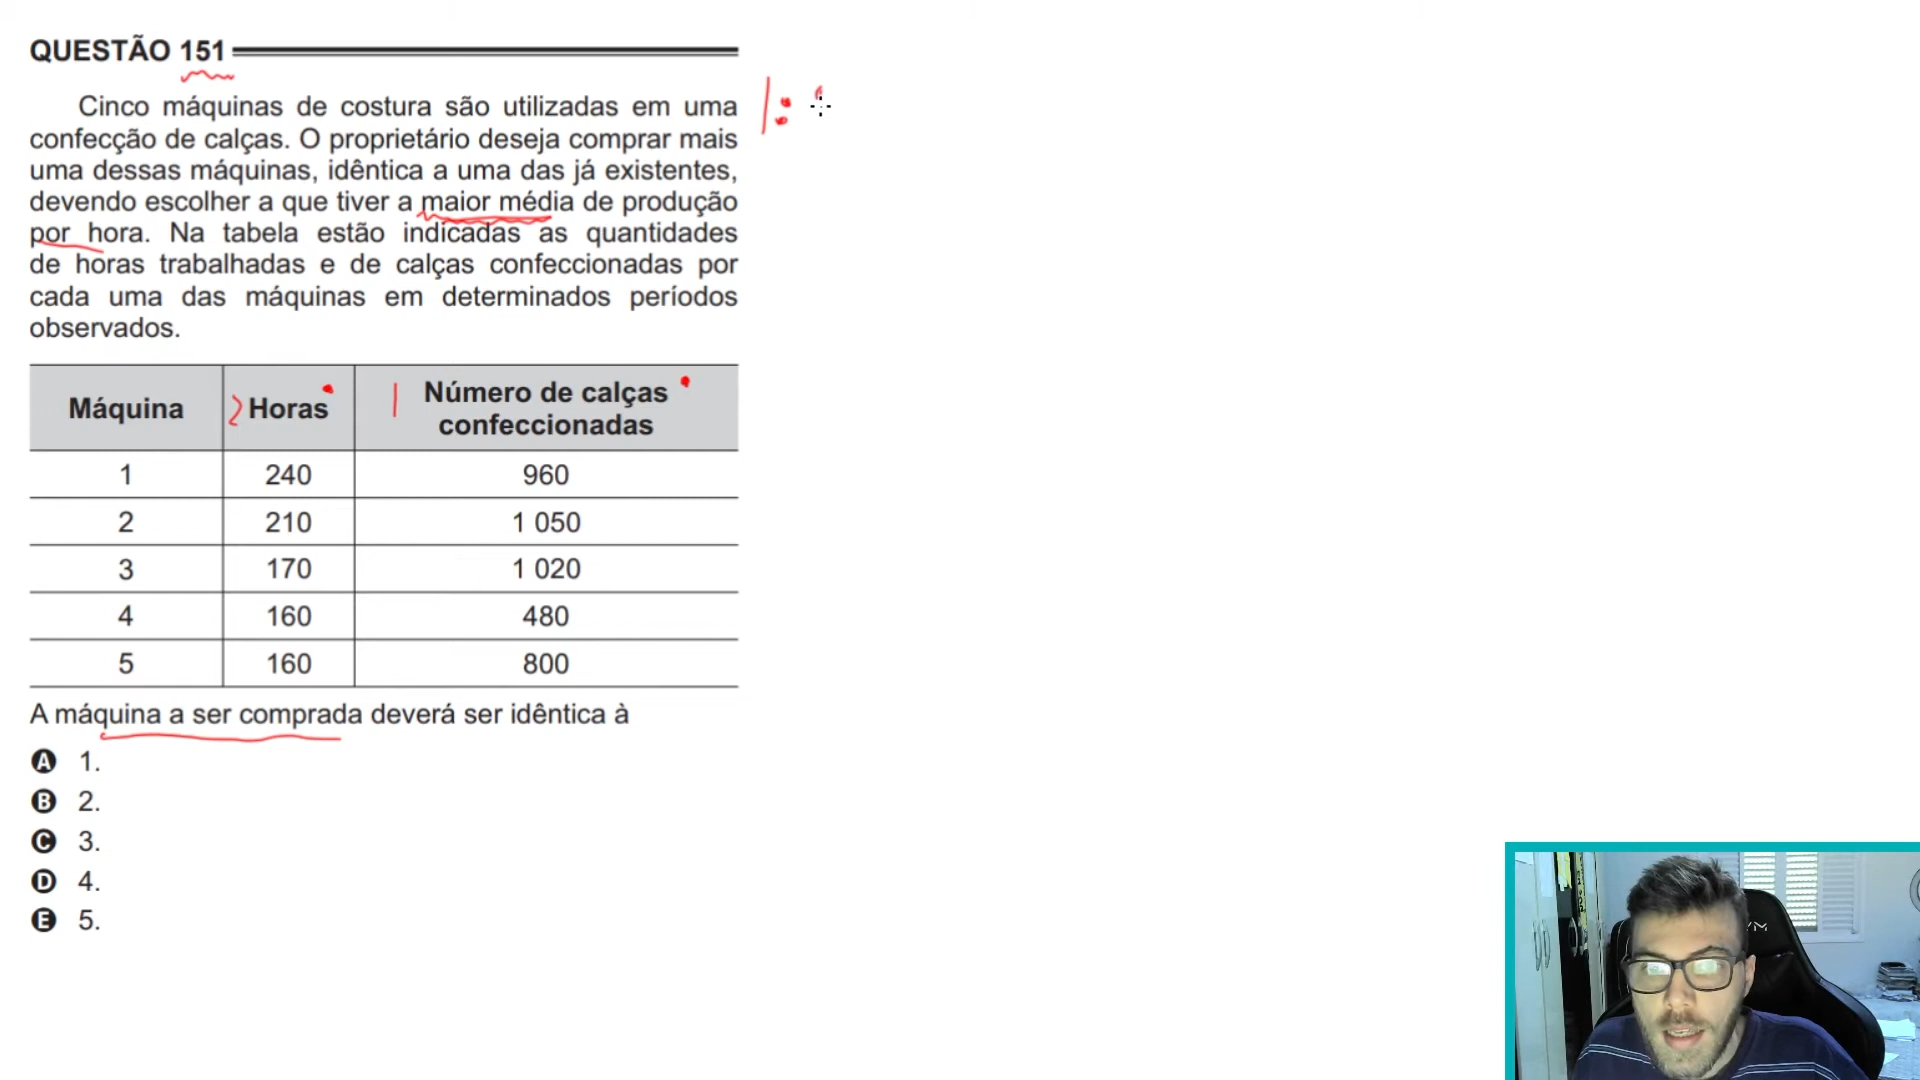 QUESTÃO 151
Cinco máquinas de costura são utilizadas em uma
confecção de calças. O proprietário deseja comprar mais
uma dessas máquinas, idêntica a uma das já existentes,
devendo escolher a que tiver a maior média de produção
por hora. Na tabela estão indicadas as quantidades
de horas trabalhadas e de calças confeccionadas por
cada uma das máquinas em determinados períodos
observados.
1:
Máquina 2 Horas 1 Número de calças
confeccionadas
1 240 960
2 210 1 050
3 170 1 020
4 160 480
5 160 800
A máquina a ser comprada deverá ser idêntica à
A 1.
B 2.
C 3.
D 4.
E 5.